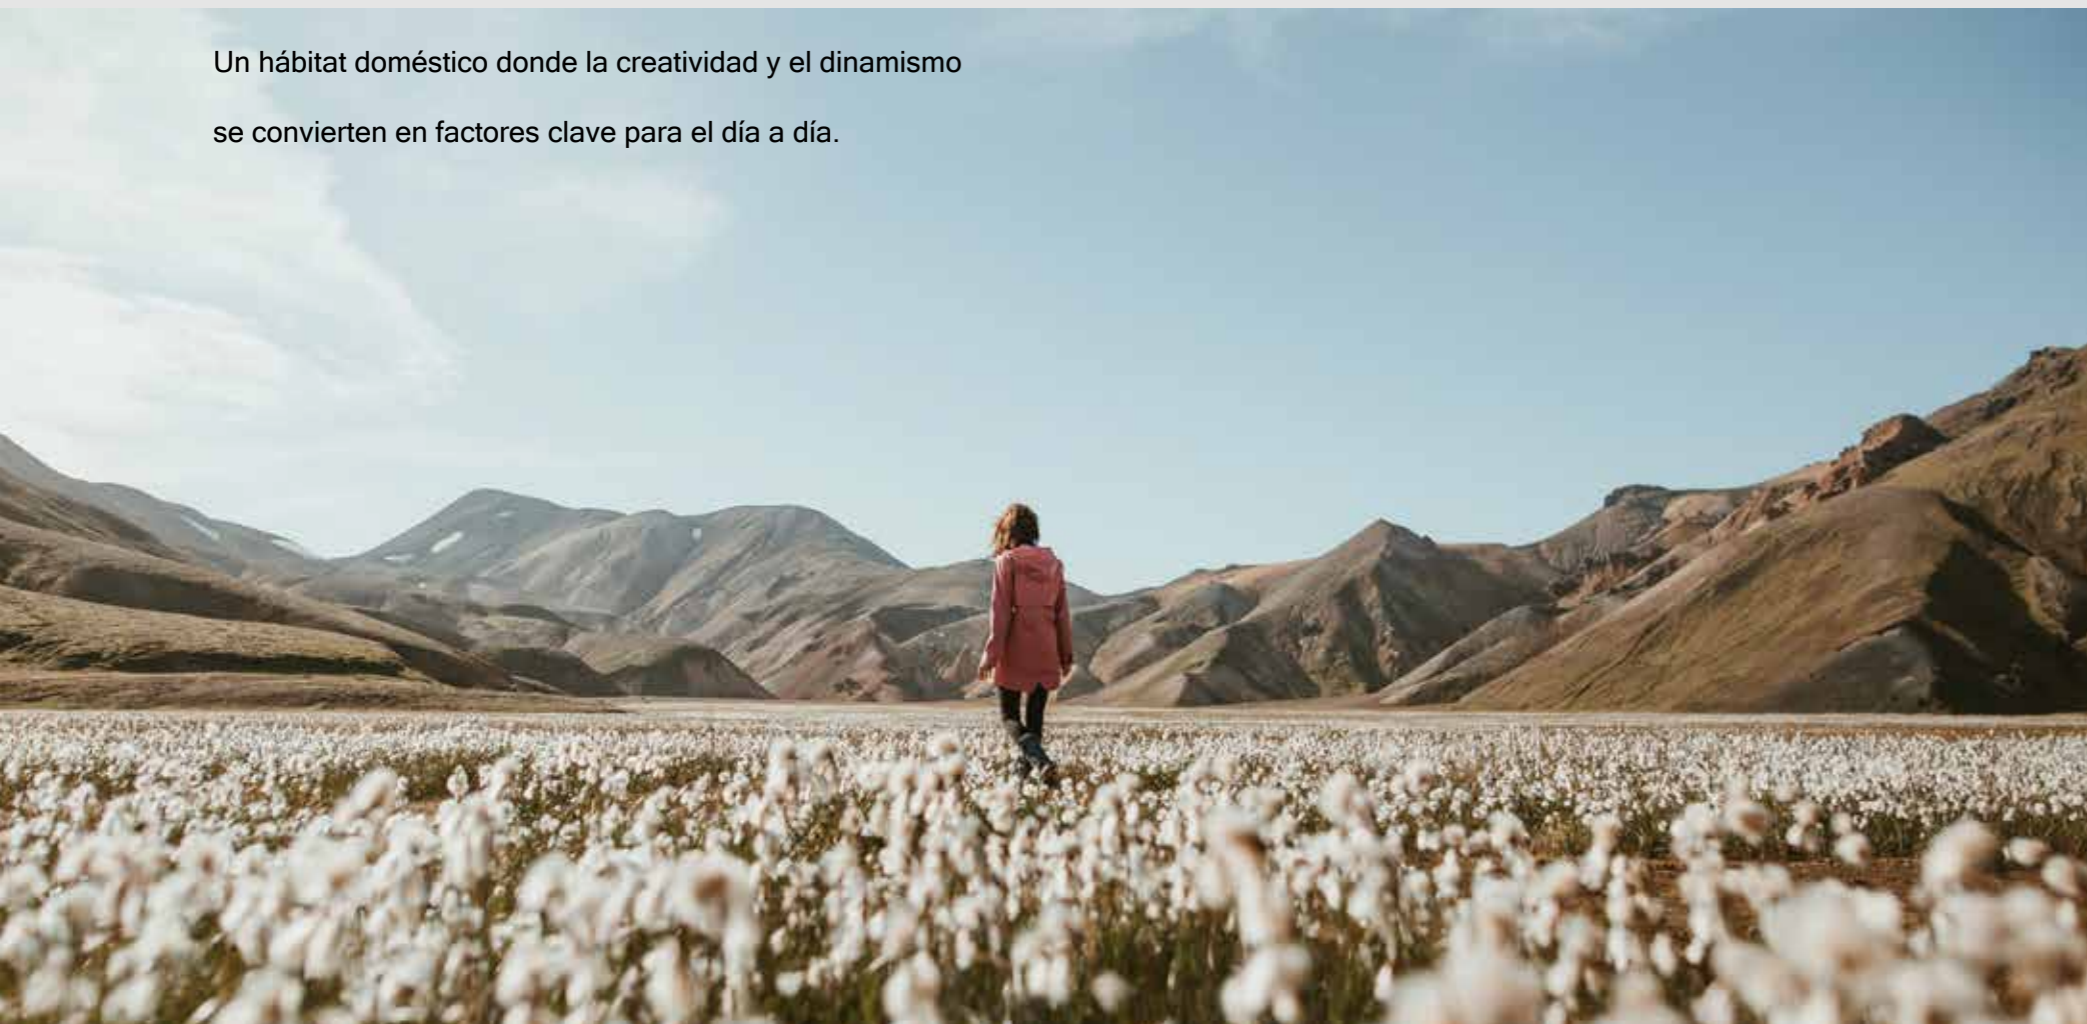 Un hábitat doméstico donde la creatividad y el dinamismo
se convierten en factores clave para el día a día.